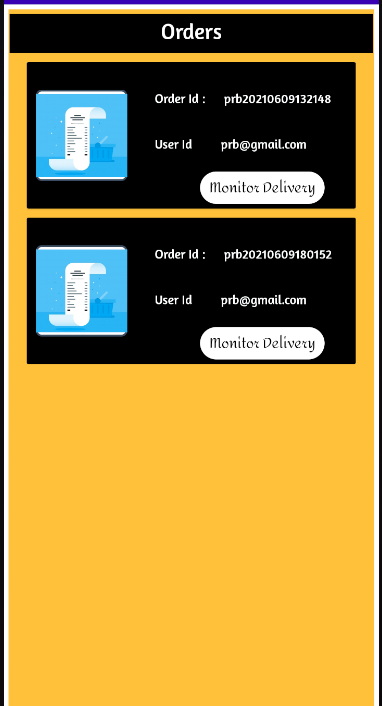 Orders
Order Id : prb20210609132148
User Id prb@gmail.com
Monitor Delivery
Order Id : prb20210609180152
User Id prb@gmail.com
Monitor Delivery